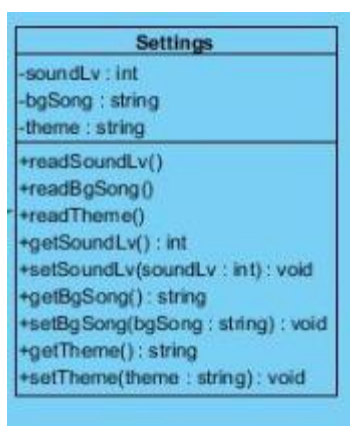 Settings
-soundLv : int
-bgSong : string
-theme : string
+readSoundLv()
+readBgSong()
+readTheme()
+getSoundLv() : int
+setSoundLv(soundLv : int) : void
+getBgSong() : string
+setBgSong(bgSong : string) : void
+getTheme() : string
+setTheme(theme : string) : void